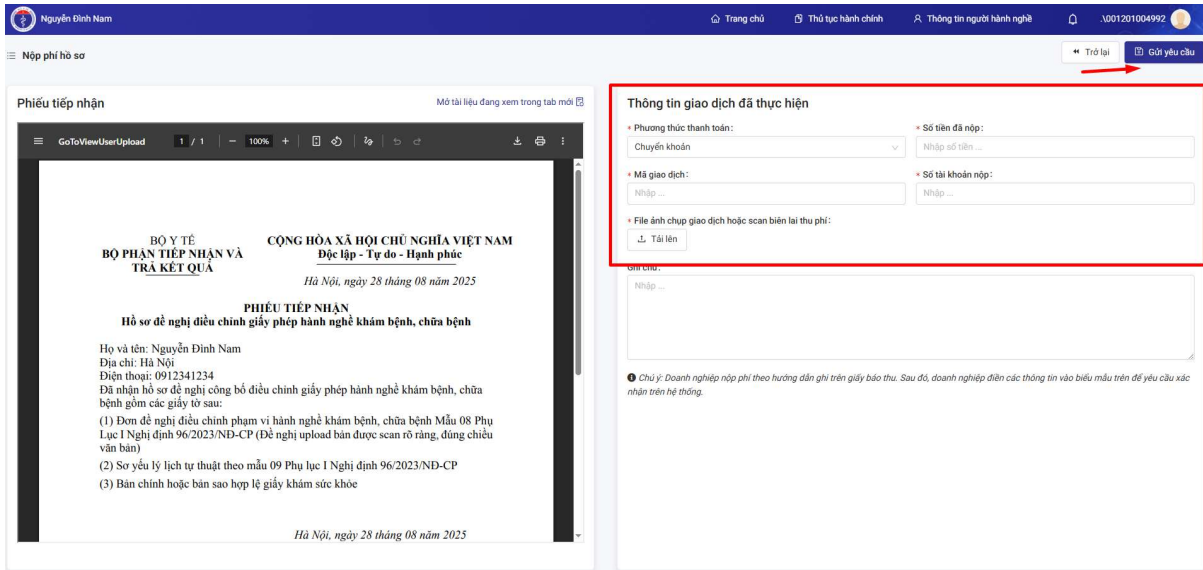 Nguyễn Đình Nam
Trang chủ
Thủ tục hành chính
Thông tin người hành nghề
.\001201004992
Nộp phí hồ sơ
Trở lại
Gửi yêu cầu
Phiếu tiếp nhận
Mở tài liệu đang xem trong tab mới
GoToViewUserUpload
1 / 1
100%
BỘ Y TẾ
BỘ PHẬN TIẾP NHẬN VÀ
TRẢ KẾT QUẢ
CỘNG HÒA XÃ HỘI CHỦ NGHĨA VIỆT NAM
Độc lập - Tự do - Hạnh phúc
Hà Nội, ngày 28 tháng 08 năm 2025
PHIẾU TIẾP NHẬN
Hồ sơ đề nghị điều chỉnh giấy phép hành nghề khám bệnh, chữa bệnh
Họ và tên: Nguyễn Đình Nam
Địa chỉ: Hà Nội
Điện thoại: 0912341234
Đã nhận hồ sơ đề nghị công bố điều chỉnh giấy phép hành nghề khám bệnh, chữa
bệnh gồm các giấy tờ sau:
(1) Đơn đề nghị điều chỉnh phạm vi hành nghề khám bệnh, chữa bệnh Mẫu 08 Phụ
Lục I Nghị định 96/2023/NĐ-CP (Đề nghị upload bản được scan rõ ràng, đúng chiều
văn bản)
(2) Sơ yếu lý lịch tự thuật theo mẫu 09 Phụ lục I Nghị định 96/2023/NĐ-CP
(3) Bản chính hoặc bản sao hợp lệ giấy khám sức khỏe
Hà Nội, ngày 28 tháng 08 năm 2025
Thông tin giao dịch đã thực hiện
* Phương thức thanh toán:
Chuyển khoản
* Số tiền đã nộp:
Nhập số tiền ...
* Mã giao dịch:
Nhập ...
* Số tài khoản nộp:
Nhập ...
* File ảnh chụp giao dịch hoặc scan biên lai thu phí:
Tải lên
Ghi chú:
Nhập ...
Chú ý: Doanh nghiệp nộp phí theo hướng dẫn ghi trên giấy báo thu. Sau đó, doanh nghiệp điền các thông tin vào biểu mẫu trên để yêu cầu xác
nhận trên hệ thống.